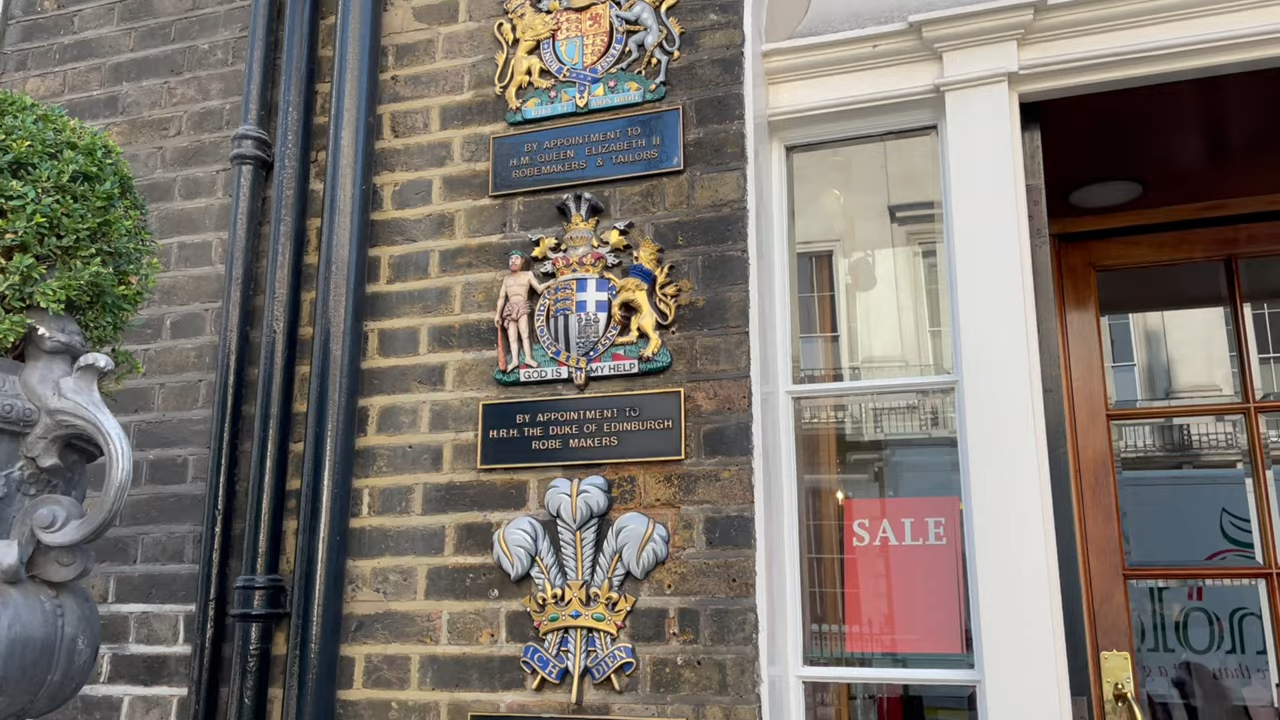 DIEU ET MON DROIT
BY APPOINTMENT TO
H.M. QUEEN ELIZABETH II
ROBEMAKERS & TAILORS
GOD IS MY HELP
BY APPOINTMENT TO
H.R.H. THE DUKE OF EDINBURGH
ROBE MAKERS
ICH DIEN
SALE